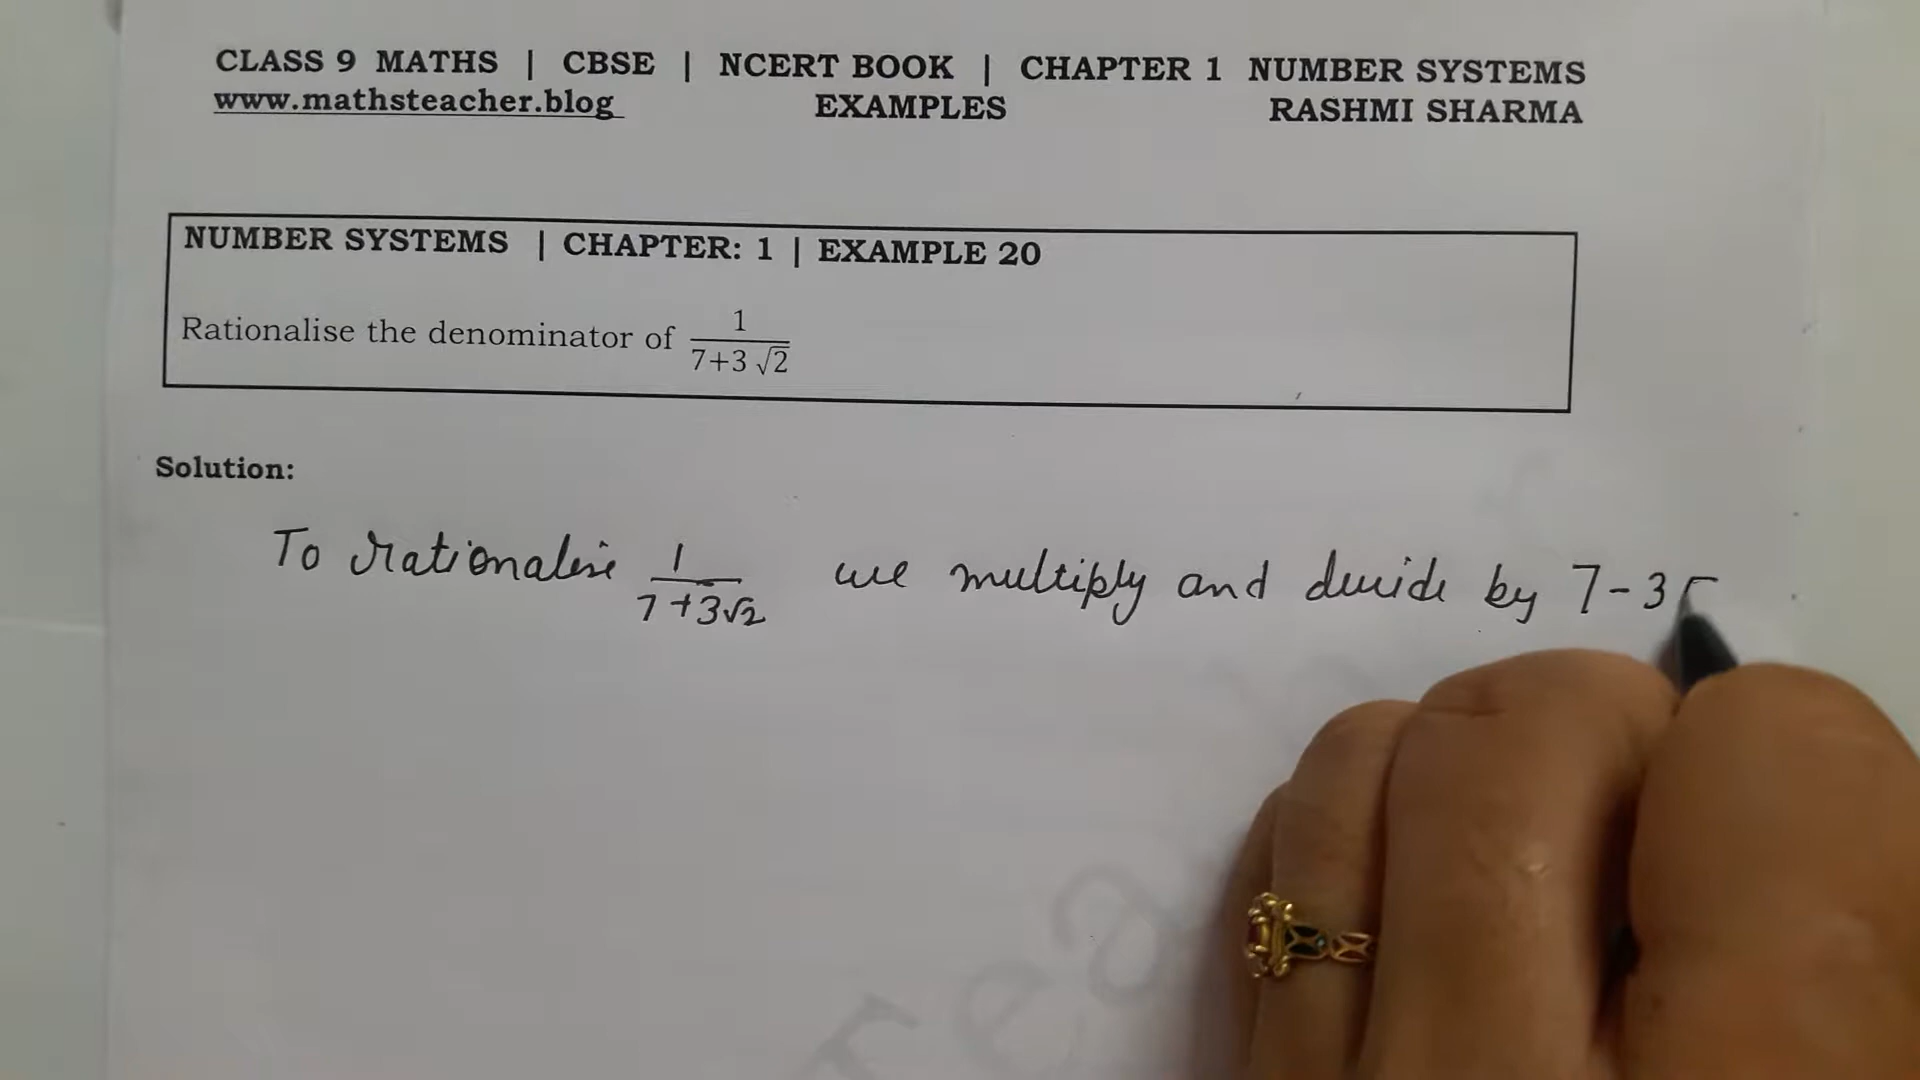 CLASS 9 MATHS | CBSE | NCERT BOOK | CHAPTER 1 NUMBER SYSTEMS
www.mathsteacher.blog EXAMPLES RASHMI SHARMA
NUMBER SYSTEMS | CHAPTER: 1 | EXAMPLE 20
Rationalise the denominator of 1/(7+3√2)
Solution:
To rationalise 1/(7+3√2) we multiply and divide by 7-3√